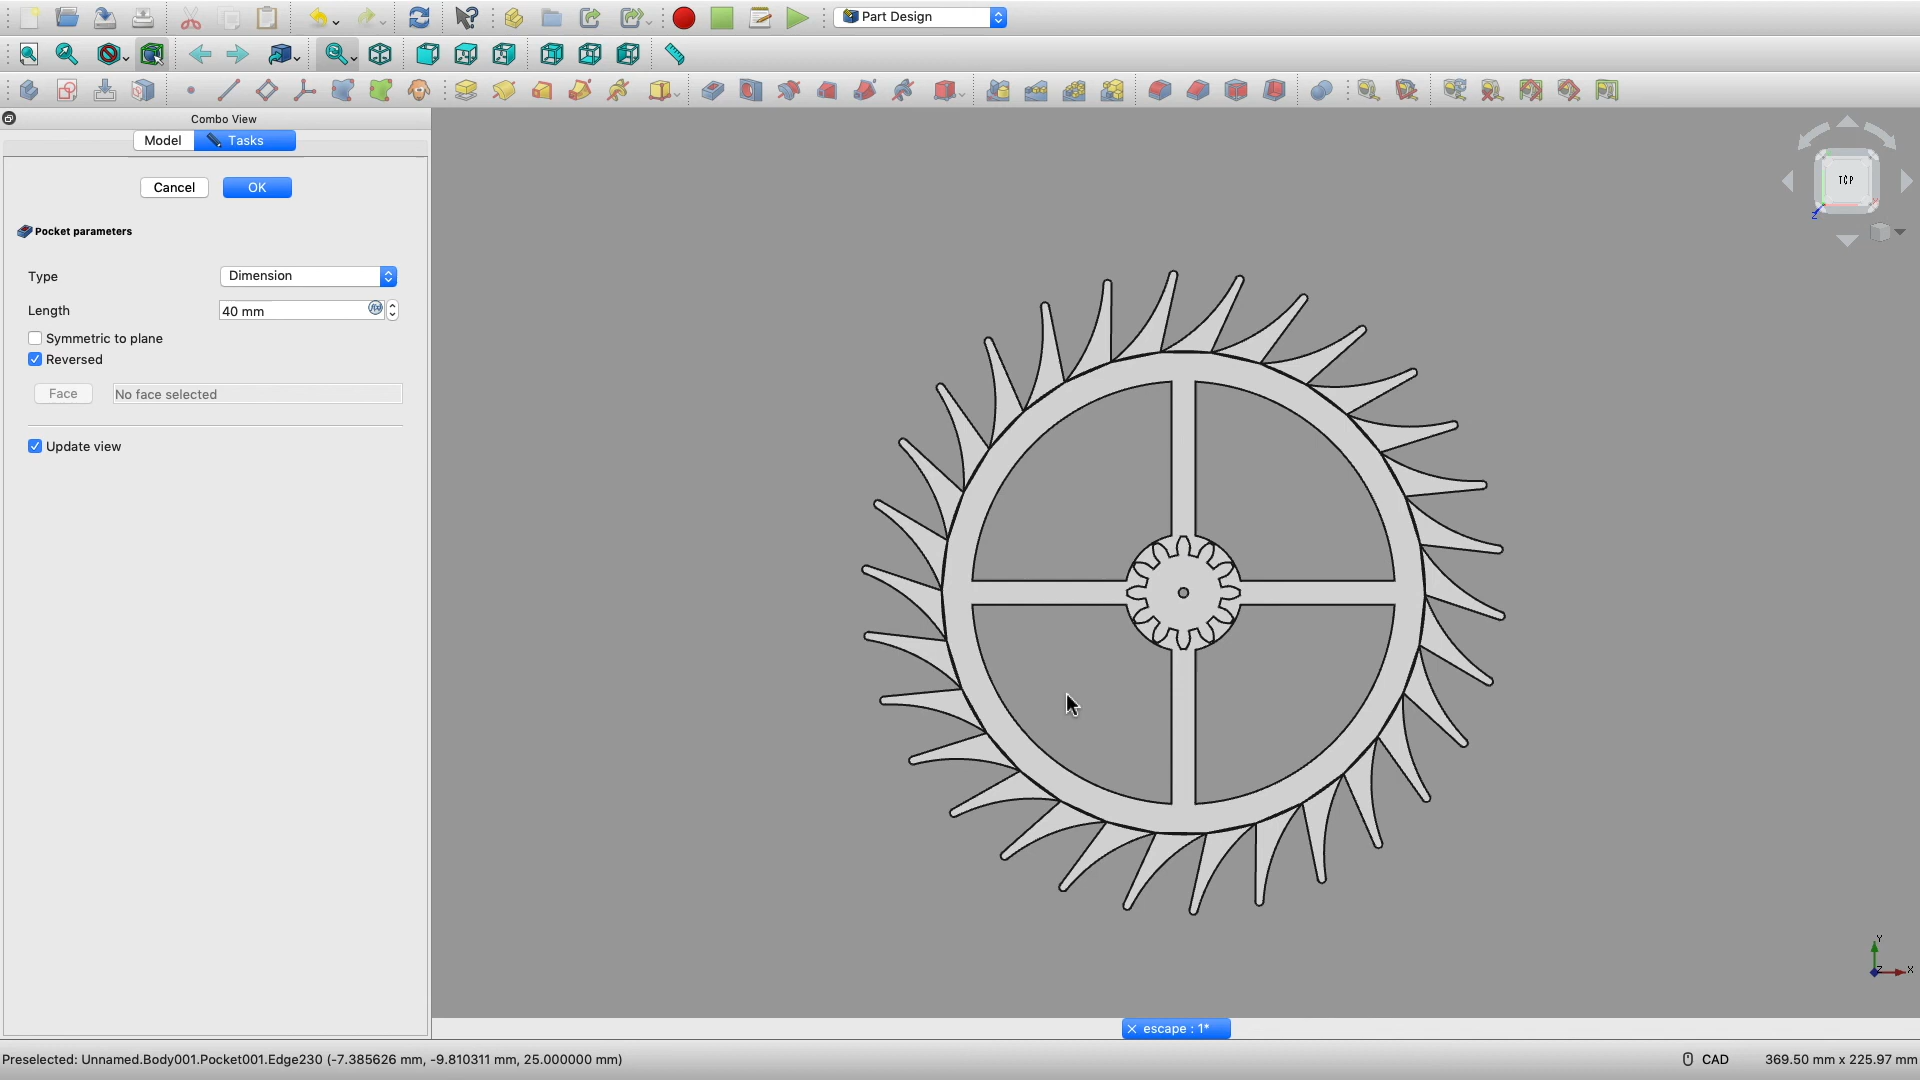 Part Design
Combo View
Model
Tasks
Cancel
OK
Pocket parameters
Type
Dimension
Length
40 mm
Symmetric to plane
Reversed
Face
No face selected
Update view
TOP
Z
Y
Z
X
escape : 1*
Preselected: Unnamed.Body001.Pocket001.Edge230 (-7.385626 mm, -9.810311 mm, 25.000000 mm)
CAD
369.50 mm x 225.97 mm